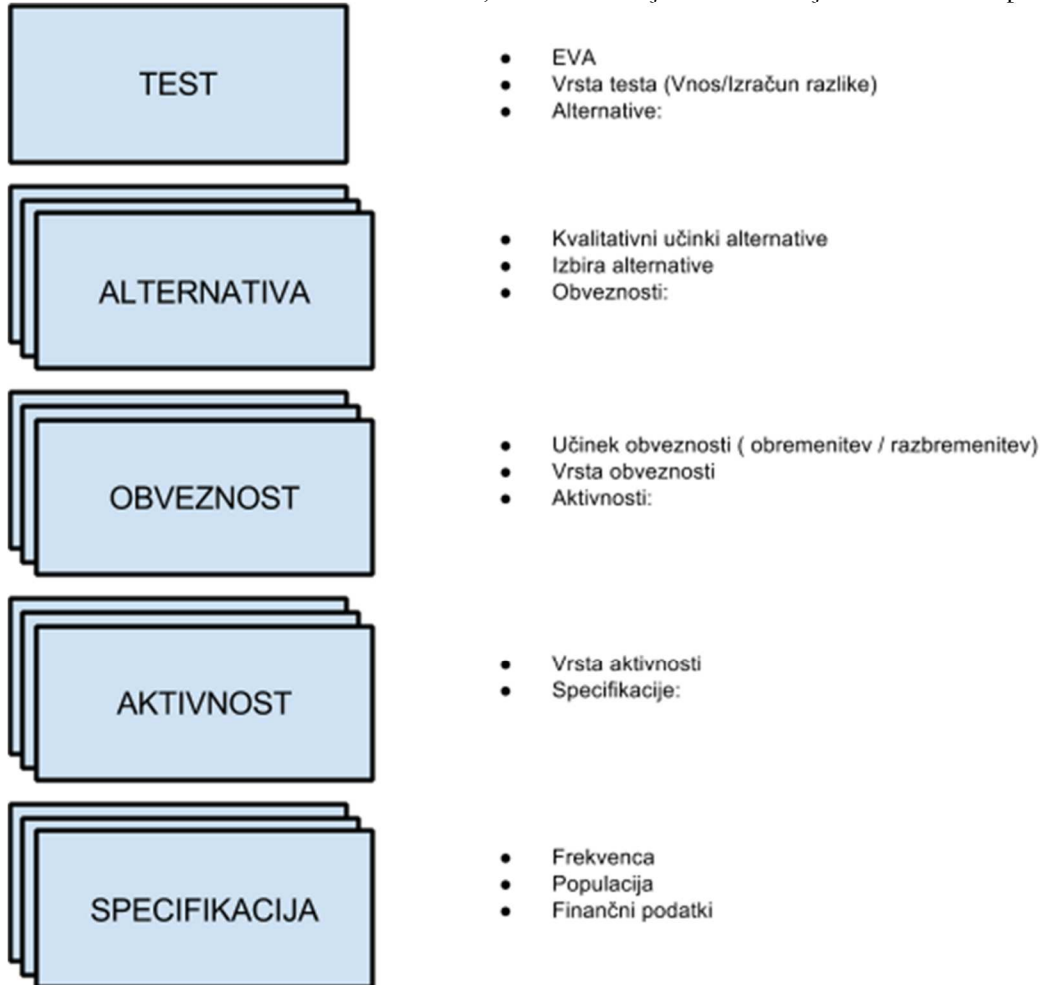 TEST
• EVA
• Vrsta testa (Vnos/Izračun razlike)
• Alternative:
ALTERNATIVA
• Kvalitativni učinki alternative
• Izbira alternative
• Obveznosti:
OBVEZNOST
• Učinek obveznosti ( obremenitev / razbremenitev)
• Vrsta obveznosti
• Aktivnosti:
AKTIVNOST
• Vrsta aktivnosti
• Specifikacije:
SPECIFIKACIJA
• Frekvenca
• Populacija
• Finančni podatki